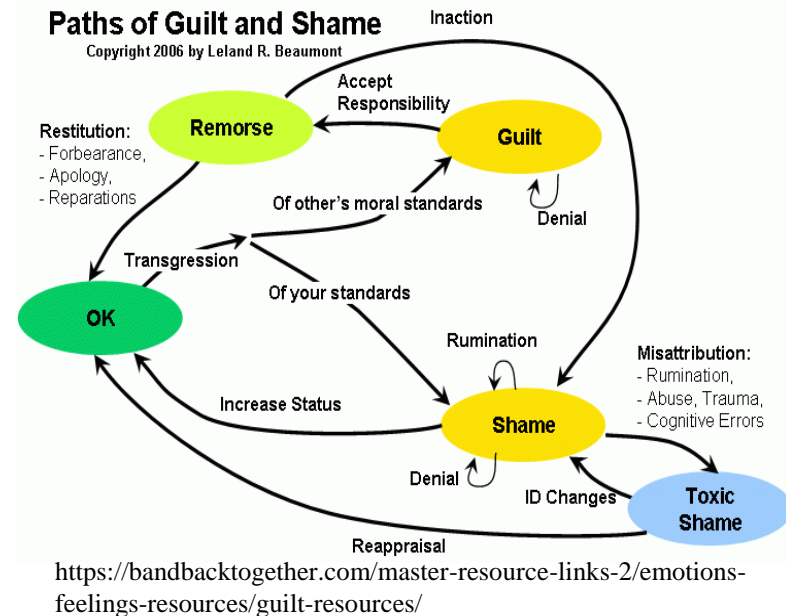 Paths of Guilt and Shame
Copyright 2006 by Leland R. Beaumont
Inaction
Accept
Responsibility
Remorse
Guilt
Restitution:
- Forbearance,
- Apology,
- Reparations
Of other's moral standards
Denial
Transgression
Of your standards
OK
Rumination
Misattribution:
- Rumination,
- Abuse, Trauma,
- Cognitive Errors
Increase Status
Shame
Denial
ID Changes
Toxic
Shame
Reappraisal
https://bandbacktogether.com/master-resource-links-2/emotions-
feelings-resources/guilt-resources/